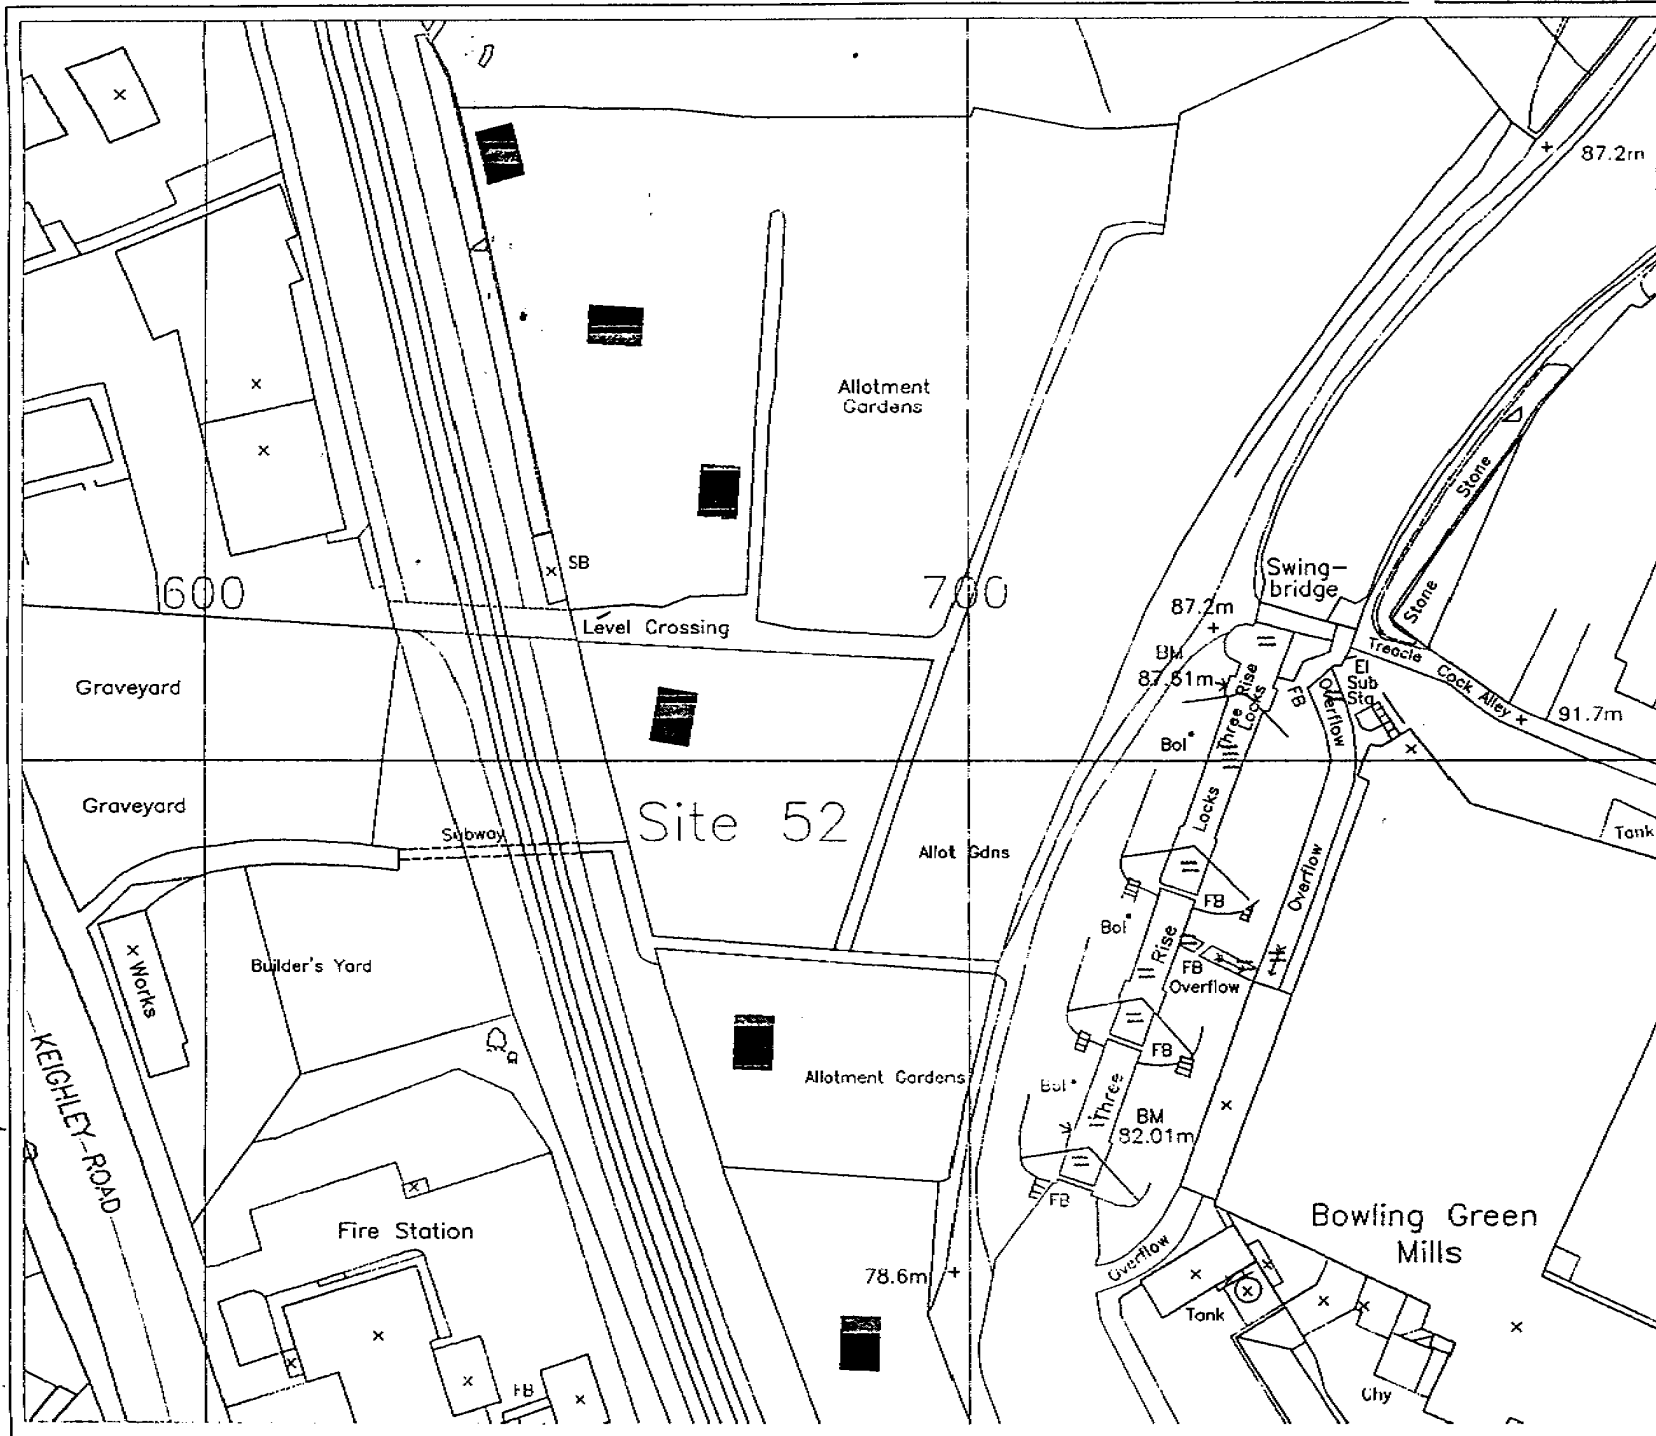 87.2m
Allotment
Gardens
Stone
SB
Swing-
bridge
Stone
600
700
87.2m
Level Crossing
Treacle Cock Alley
BM
87.61m
El
Sub
Sta
Graveyard
FB
Overflow
Three Rise
Locks
91.7m
Bol
Graveyard
Site 52
Locks
Subway
Tank
Allot Gdns
Overflow
FB
Bol
Rise
Builder's Yard
Works
FB
Overflow
KEIGHLEY ROAD
FB
Allotment Gardens
Bol
Three
BM
82.01m
FB
Fire Station
Bowling Green
Mills
Overflow
78.6m
Tank
FB
Chy